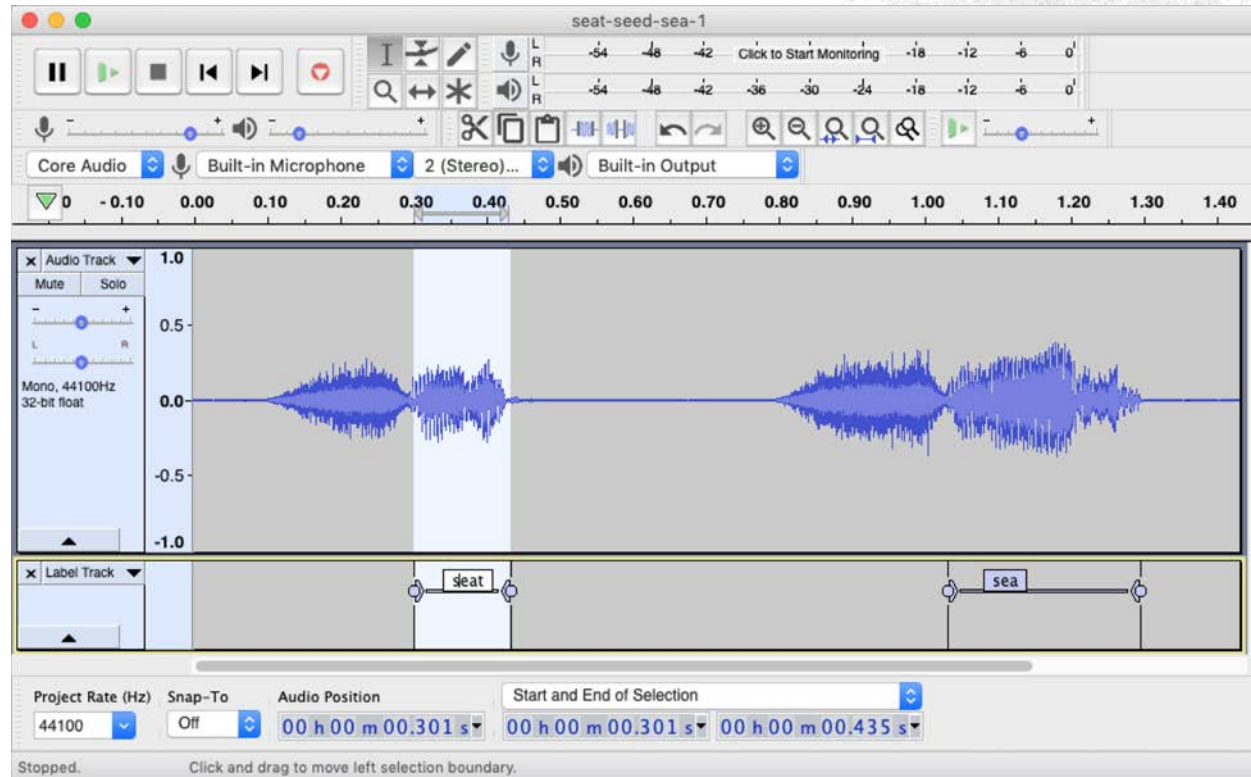 seat-seed-sea-1
L
R
-54 -48 -42 Click to Start Monitoring -18 -12 -6 0
L
R
-54 -48 -42 -36 -30 -24 -18 -12 -6 0
- + - + - +
Core Audio Built-in Microphone 2 (Stereo)... Built-in Output
0 - 0.10 0.00 0.10 0.20 0.30 0.40 0.50 0.60 0.70 0.80 0.90 1.00 1.10 1.20 1.30 1.40
x Audio Track 1.0
Mute Solo
- +
0.5
L R
Mono, 44100Hz
32-bit float
0.0
-0.5
-1.0
x Label Track
seat sea
Project Rate (Hz) Snap-To Audio Position Start and End of Selection
44100 Off 00 h 00 m 00.301 s 00 h 00 m 00.301 s 00 h 00 m 00.435 s
Stopped. Click and drag to move left selection boundary.